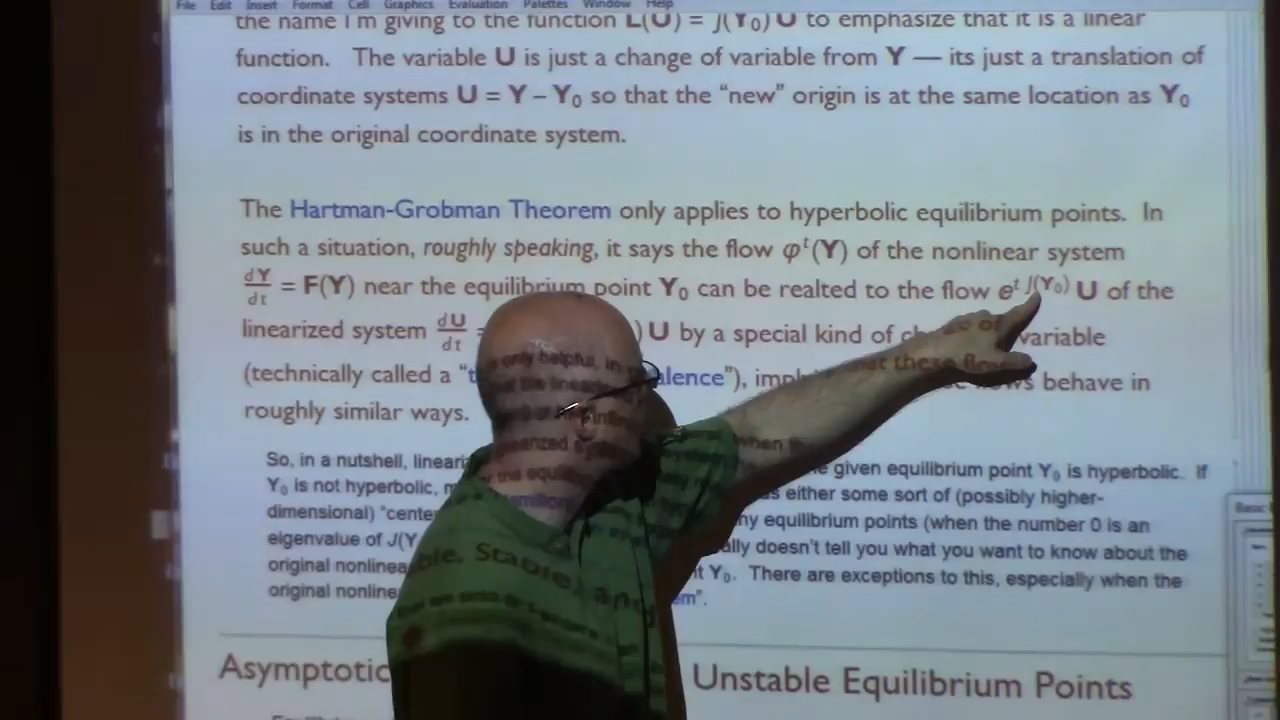 File Edit Insert Format Cell Graphics Evaluation Palettes Window Help
the name I'm giving to the function L(U) = J(Y₀) U to emphasize that it is a linear
function. The variable U is just a change of variable from Y — its just a translation of
coordinate systems U = Y – Y₀ so that the "new" origin is at the same location as Y₀
is in the original coordinate system.
The Hartman-Grobman Theorem only applies to hyperbolic equilibrium points. In
such a situation, roughly speaking, it says the flow φᵗ(Y) of the nonlinear system
dY/dt = F(Y) near the equilibrium point Y₀ can be realted to the flow e^(t J(Y₀)) U of the
linearized system dU/dt = ) U by a special kind of change of variable
(technically called a " alence"), that these flows behave in
roughly similar ways.
So, in a nutshell, given equilibrium point Y₀ is hyperbolic. If
Y₀ is not hyperbolic, either some sort of (possibly higher-
dimensional) equilibrium points (when the number 0 is an
eigenvalue of doesn't tell you what you want to know about the
original Y₀. There are exceptions to this, especially when the
original
Asymptotic Stable, and Unstable Equilibrium Points